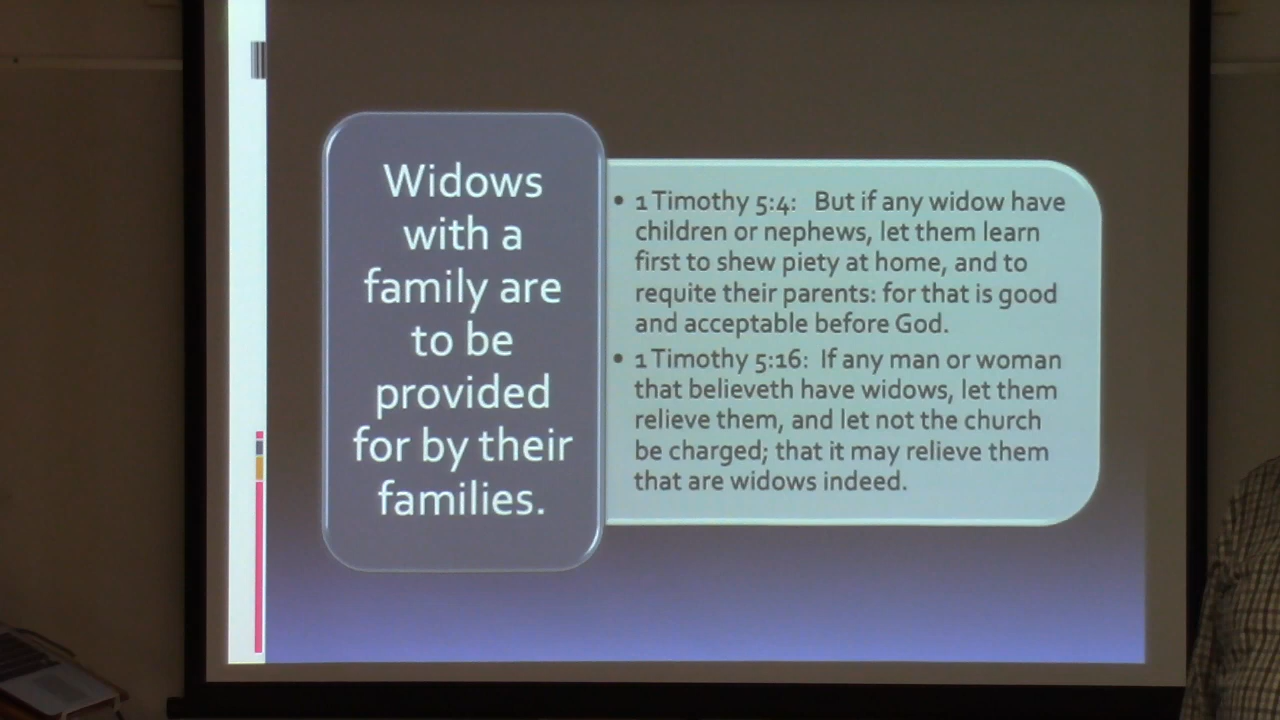 Widows
with a
family are
to be
provided
for by their
families.
• 1 Timothy 5:4: But if any widow have
children or nephews, let them learn
first to shew piety at home, and to
requite their parents: for that is good
and acceptable before God.
• 1 Timothy 5:16: If any man or woman
that believeth have widows, let them
relieve them, and let not the church
be charged; that it may relieve them
that are widows indeed.